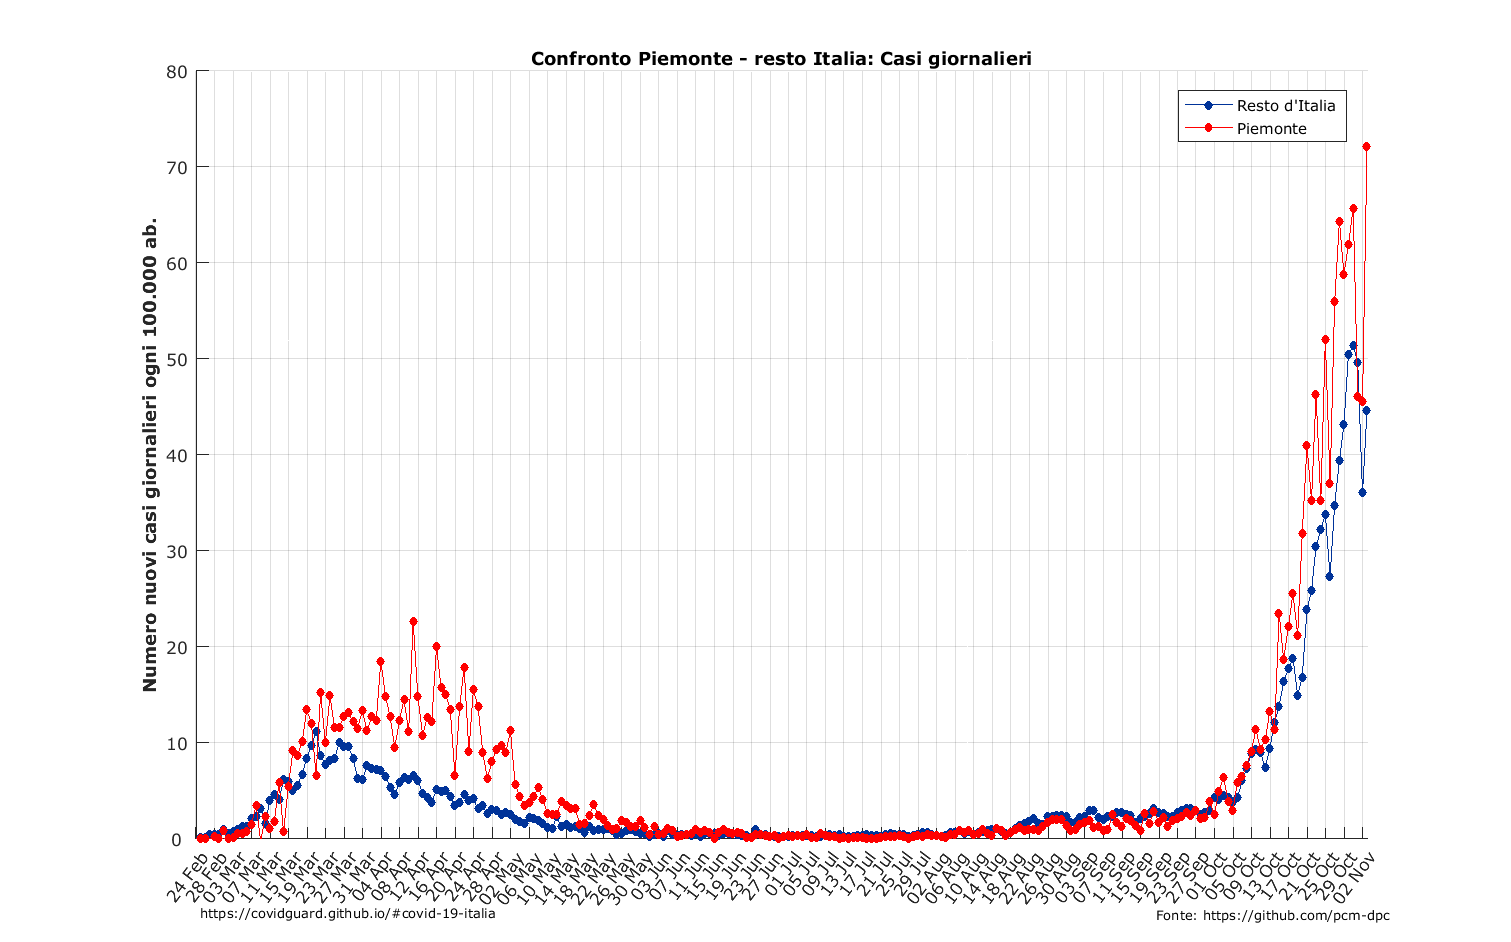 Confronto Piemonte - resto Italia: Casi giornalieri
Numero nuovi casi giornalieri ogni 100.000 ab.
80
70
60
50
40
30
20
10
0
Resto d'Italia
Piemonte
24 Feb
28 Feb
03 Mar
07 Mar
11 Mar
15 Mar
19 Mar
23 Mar
27 Mar
31 Mar
04 Apr
08 Apr
12 Apr
16 Apr
20 Apr
24 Apr
28 Apr
02 May
06 May
10 May
14 May
18 May
22 May
26 May
30 May
03 Jun
07 Jun
11 Jun
15 Jun
19 Jun
23 Jun
27 Jun
01 Jul
05 Jul
09 Jul
13 Jul
17 Jul
21 Jul
25 Jul
29 Jul
02 Aug
06 Aug
10 Aug
14 Aug
18 Aug
22 Aug
26 Aug
30 Aug
03 Sep
07 Sep
11 Sep
15 Sep
19 Sep
23 Sep
27 Sep
01 Oct
05 Oct
09 Oct
13 Oct
17 Oct
21 Oct
25 Oct
29 Oct
02 Nov
https://covidguard.github.io/#covid-19-italia
Fonte: https://github.com/pcm-dpc